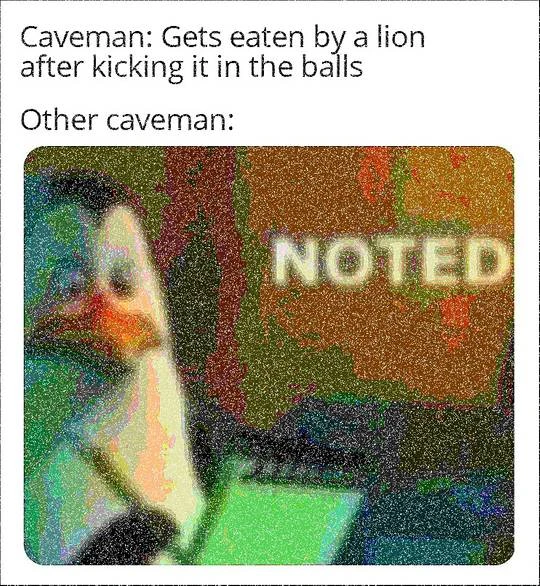 Caveman: Gets eaten by a lion
after kicking it in the balls
Other caveman:
NOTED